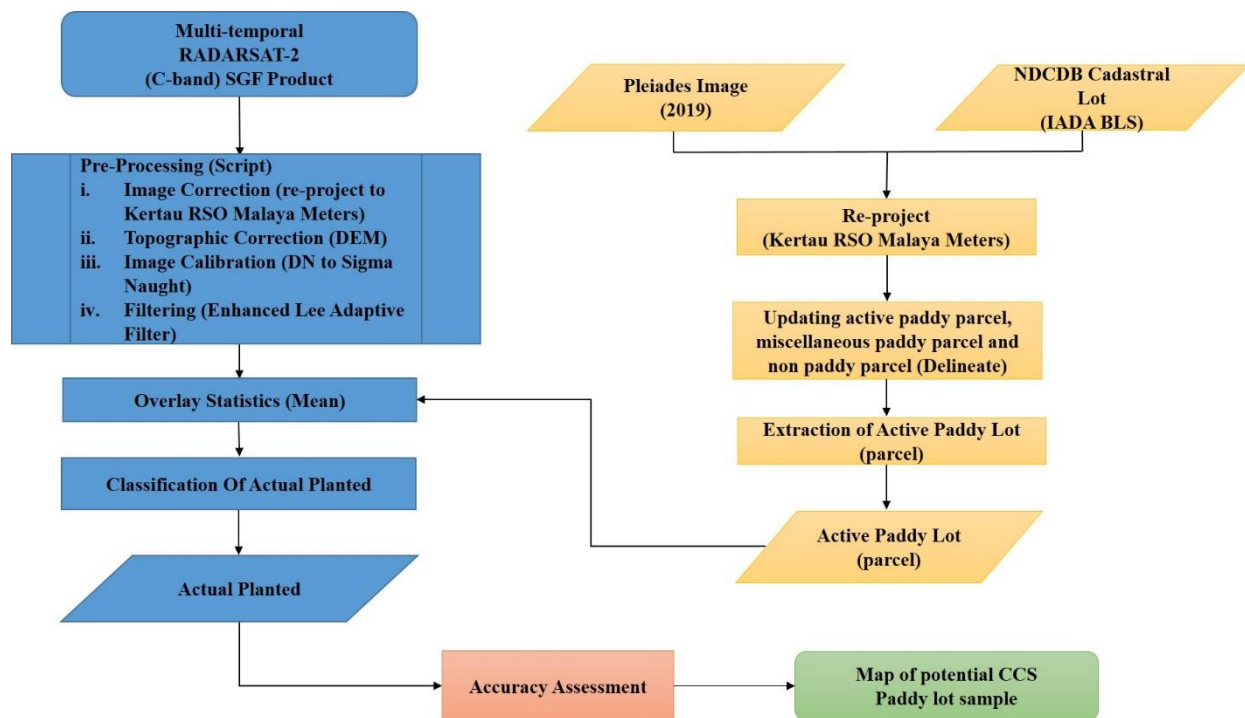 Multi-temporal
RADARSAT-2
(C-band) SGF Product
Pre-Processing (Script)
i. Image Correction (re-project to
Kertau RSO Malaya Meters)
ii. Topographic Correction (DEM)
iii. Image Calibration (DN to Sigma
Naught)
iv. Filtering (Enhanced Lee Adaptive
Filter)
Overlay Statistics (Mean)
Classification Of Actual Planted
Actual Planted
Pleiades Image
(2019)
NDCDB Cadastral
Lot
(IADA BLS)
Re-project
(Kertau RSO Malaya Meters)
Updating active paddy parcel,
miscellaneous paddy parcel and
non paddy parcel (Delineate)
Extraction of Active Paddy Lot
(parcel)
Active Paddy Lot
(parcel)
Accuracy Assessment
Map of potential CCS
Paddy lot sample